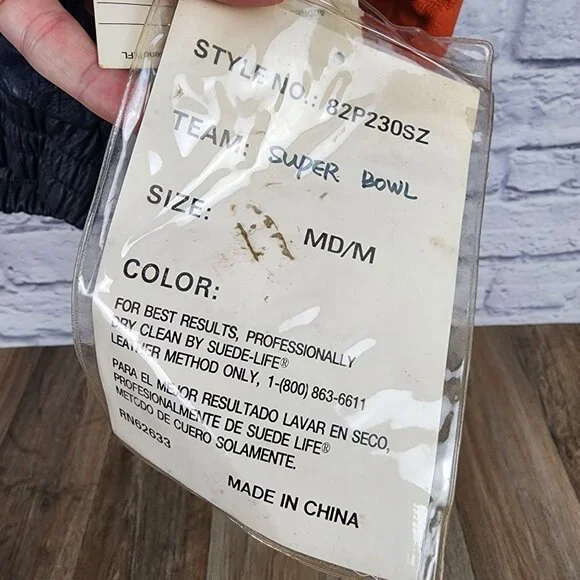 STYLE NO.: 82P230SZ
TEAM: SUPER BOWL
SIZE: MD/M
COLOR:
FOR BEST RESULTS, PROFESSIONALLY
DRY CLEAN BY SUEDE-LIFE®
LEATHER METHOD ONLY, 1-(800) 863-6611
PARA EL MEJOR RESULTADO LAVAR EN SECO,
PROFESIONALMENTE DE SUEDE LIFE®
METCDO DE CUERO SOLAMENTE.
RN62633
MADE IN CHINA